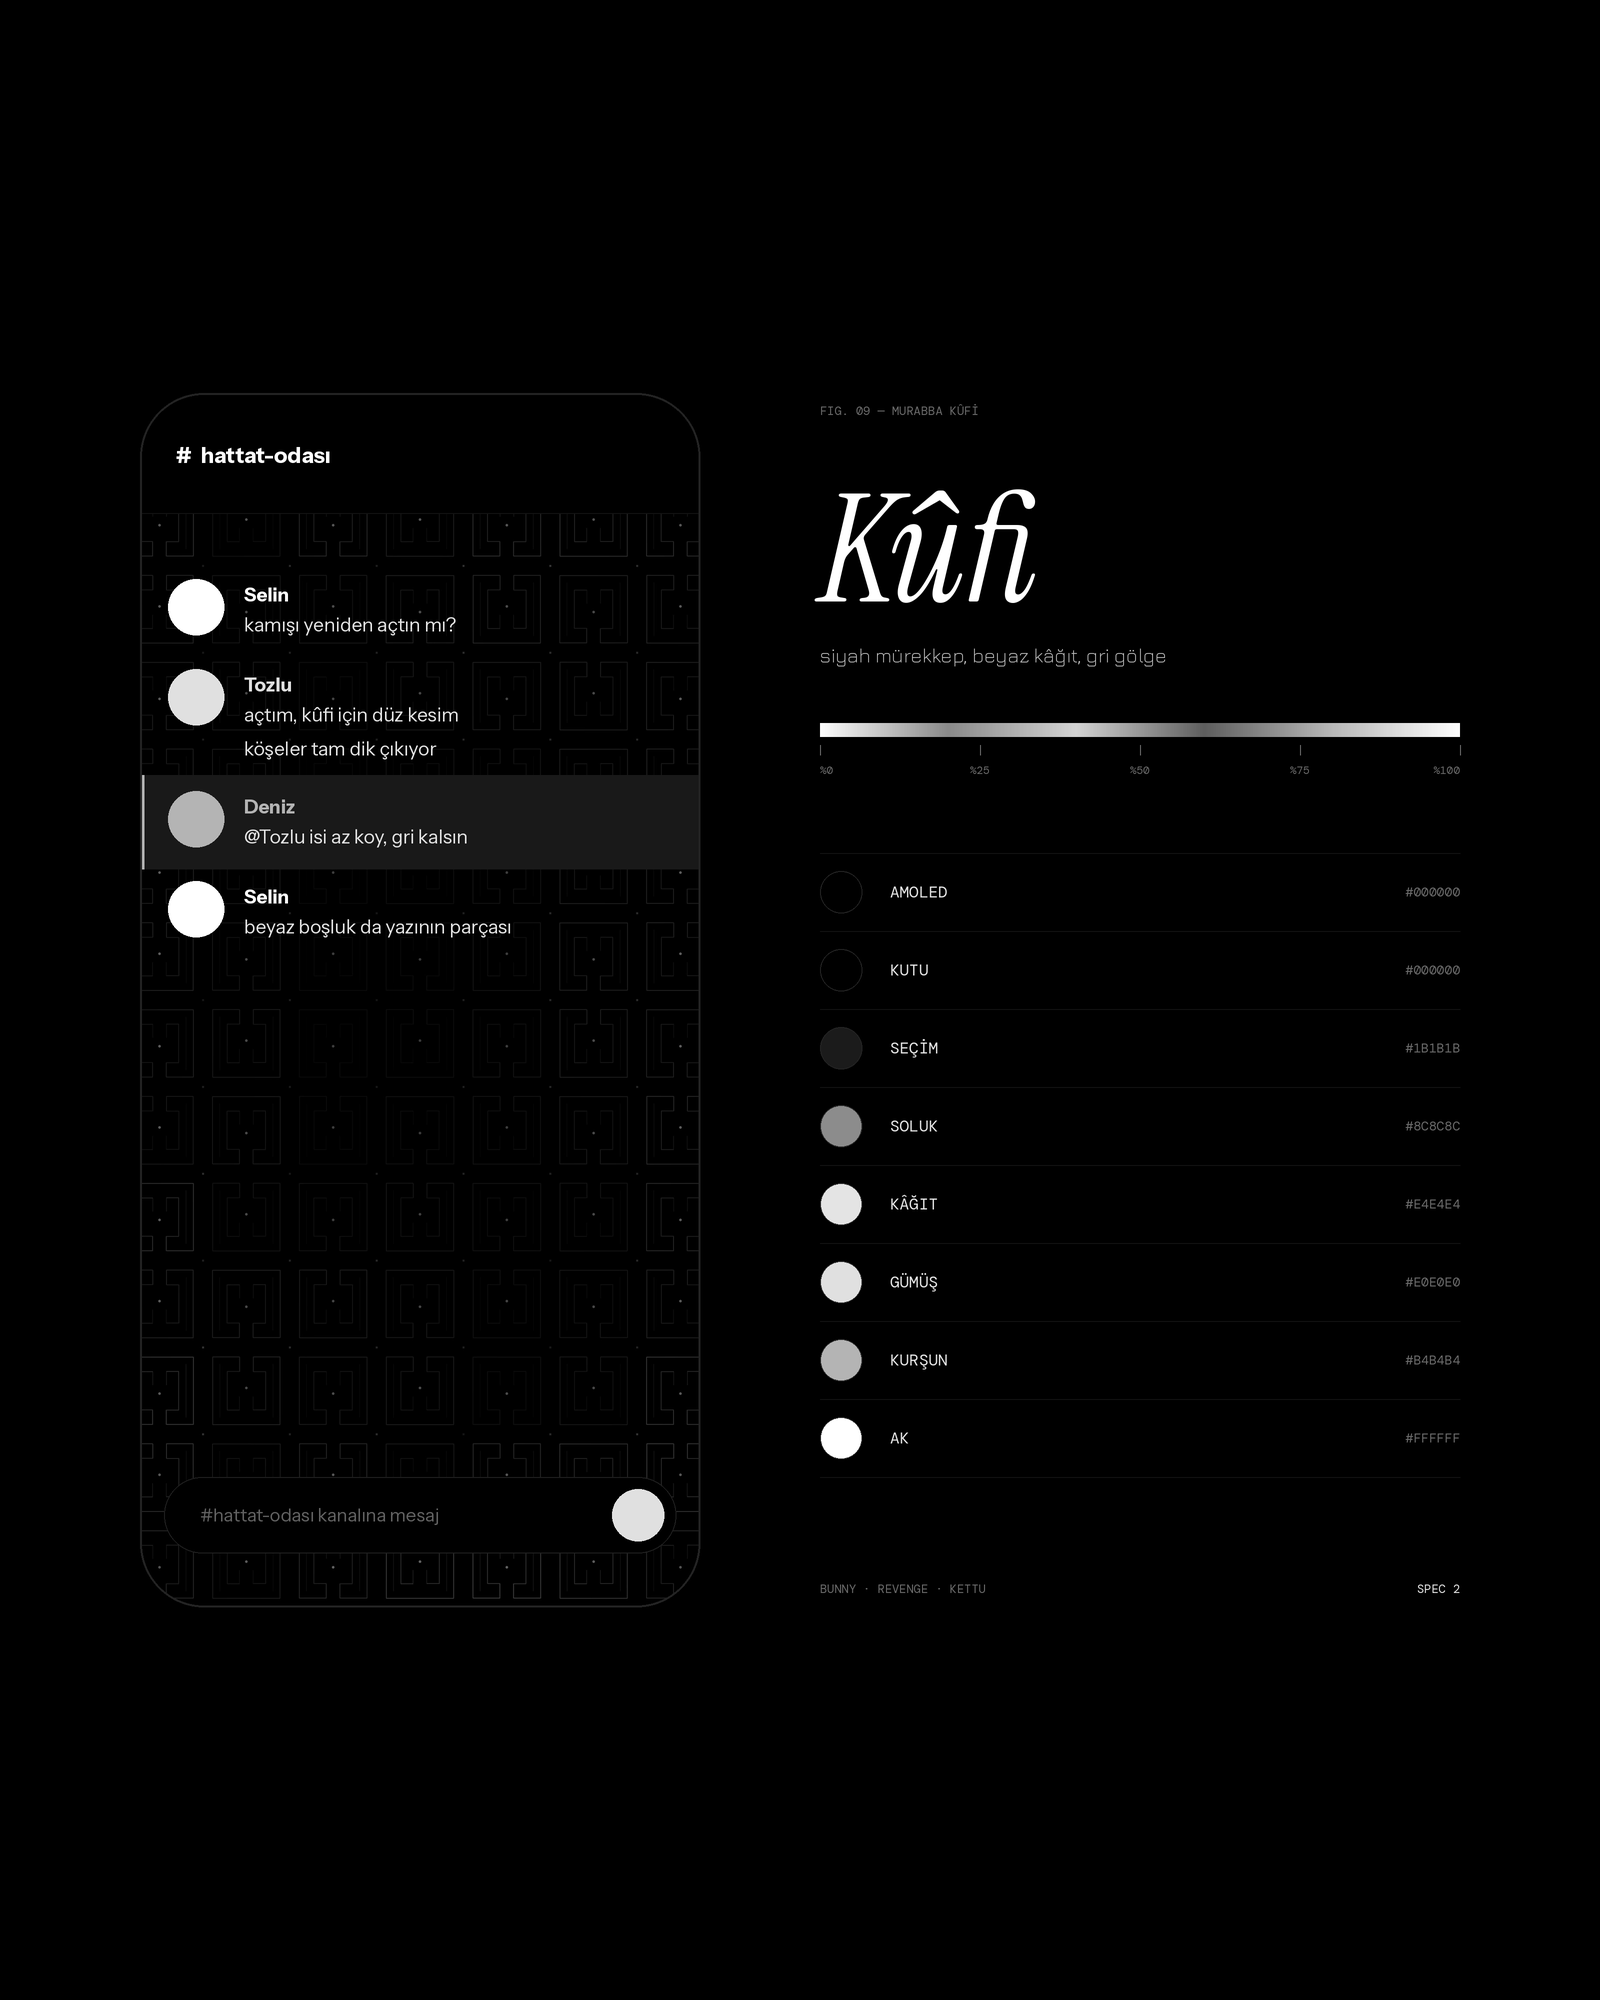 # hattat-odası
Selin
kamışı yeniden açtın mı?
Tozlu
açtım, kûfi için düz kesim
köşeler tam dik çıkıyor
Deniz
@Tozlu isi az koy, gri kalsın
Selin
beyaz boşluk da yazının parçası
#hattat-odası kanalına mesaj
FIG. 09 — MURABBA KÛFİ
Kûfi
siyah mürekkep, beyaz kâğıt, gri gölge
%0 %25 %50 %75 %100
AMOLED #000000
KUTU #000000
SEÇİM #1B1B1B
SOLUK #8C8C8C
KÂĞIT #E4E4E4
GÜMÜŞ #E0E0E0
KURŞUN #B4B4B4
AK #FFFFFF
BUNNY · REVENGE · KETTU SPEC 2